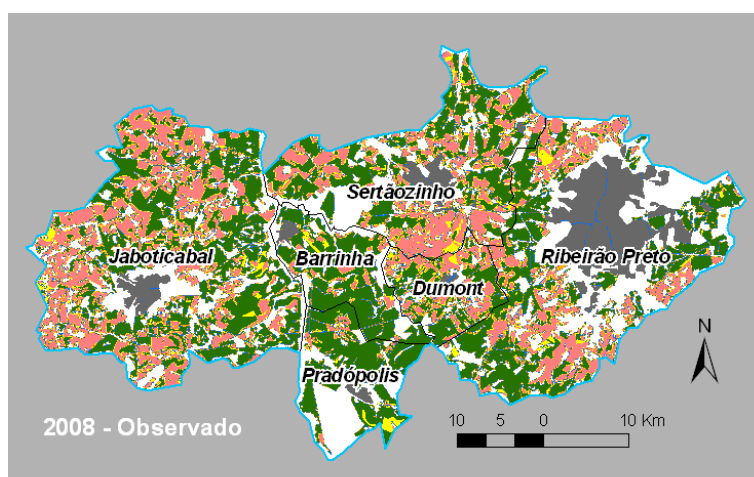 Sertãozinho
Jaboticabal
Barrinha
Ribeirão Preto
Dumont
N
Pradópolis
2008 - Observado
10 5 0 10 Km